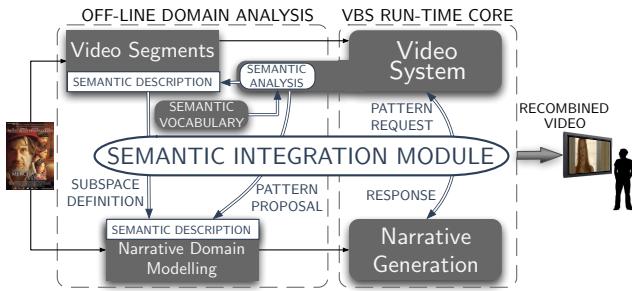 OFF-LINE DOMAIN ANALYSIS
VBS RUN-TIME CORE
Video Segments
SEMANTIC DESCRIPTION
SEMANTIC
ANALYSIS
Video
System
SEMANTIC
VOCABULARY
PATTERN
REQUEST
RECOMBINED
VIDEO
SEMANTIC INTEGRATION MODULE
SUBSPACE
DEFINITION
PATTERN
PROPOSAL
RESPONSE
SEMANTIC DESCRIPTION
Narrative Domain
Modelling
Narrative
Generation